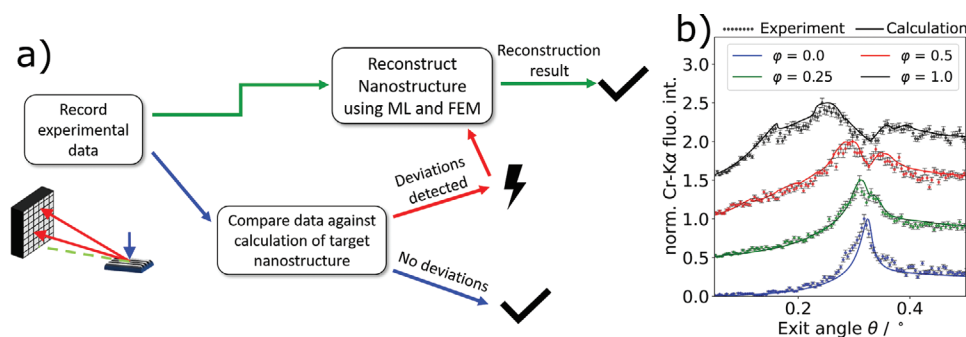 a)
Record
experimental
data
Reconstruct
Nanostructure
using ML and FEM
Reconstruction
result
Deviations
detected
Compare data against
calculation of target
nanostructure
No deviations
b)
Experiment
Calculation
φ = 0.0
φ = 0.5
φ = 0.25
φ = 1.0
norm. Cr-Kα fluo. int.
3.0
2.5
2.0
1.5
1.0
0.5
0.0
0.2
0.4
Exit angle θ / °